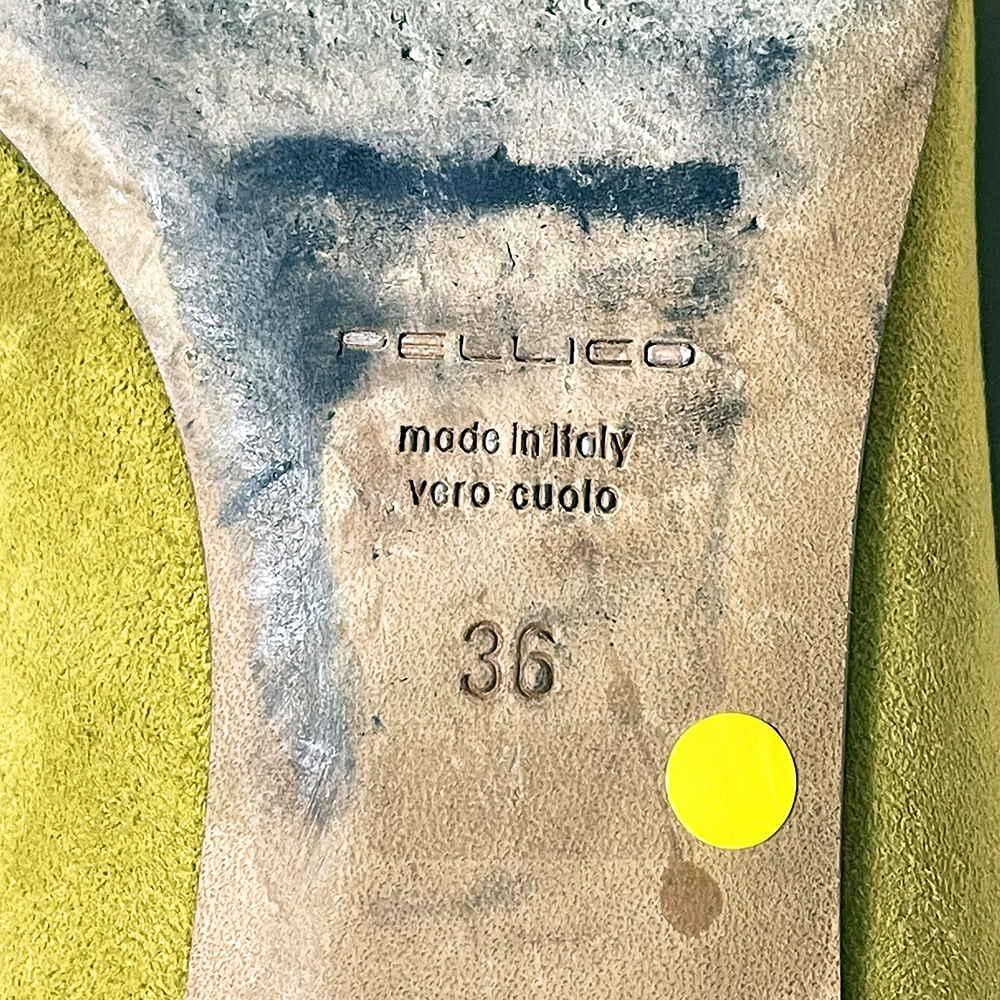 PELLICO
made in Italy
vero cuoio
36